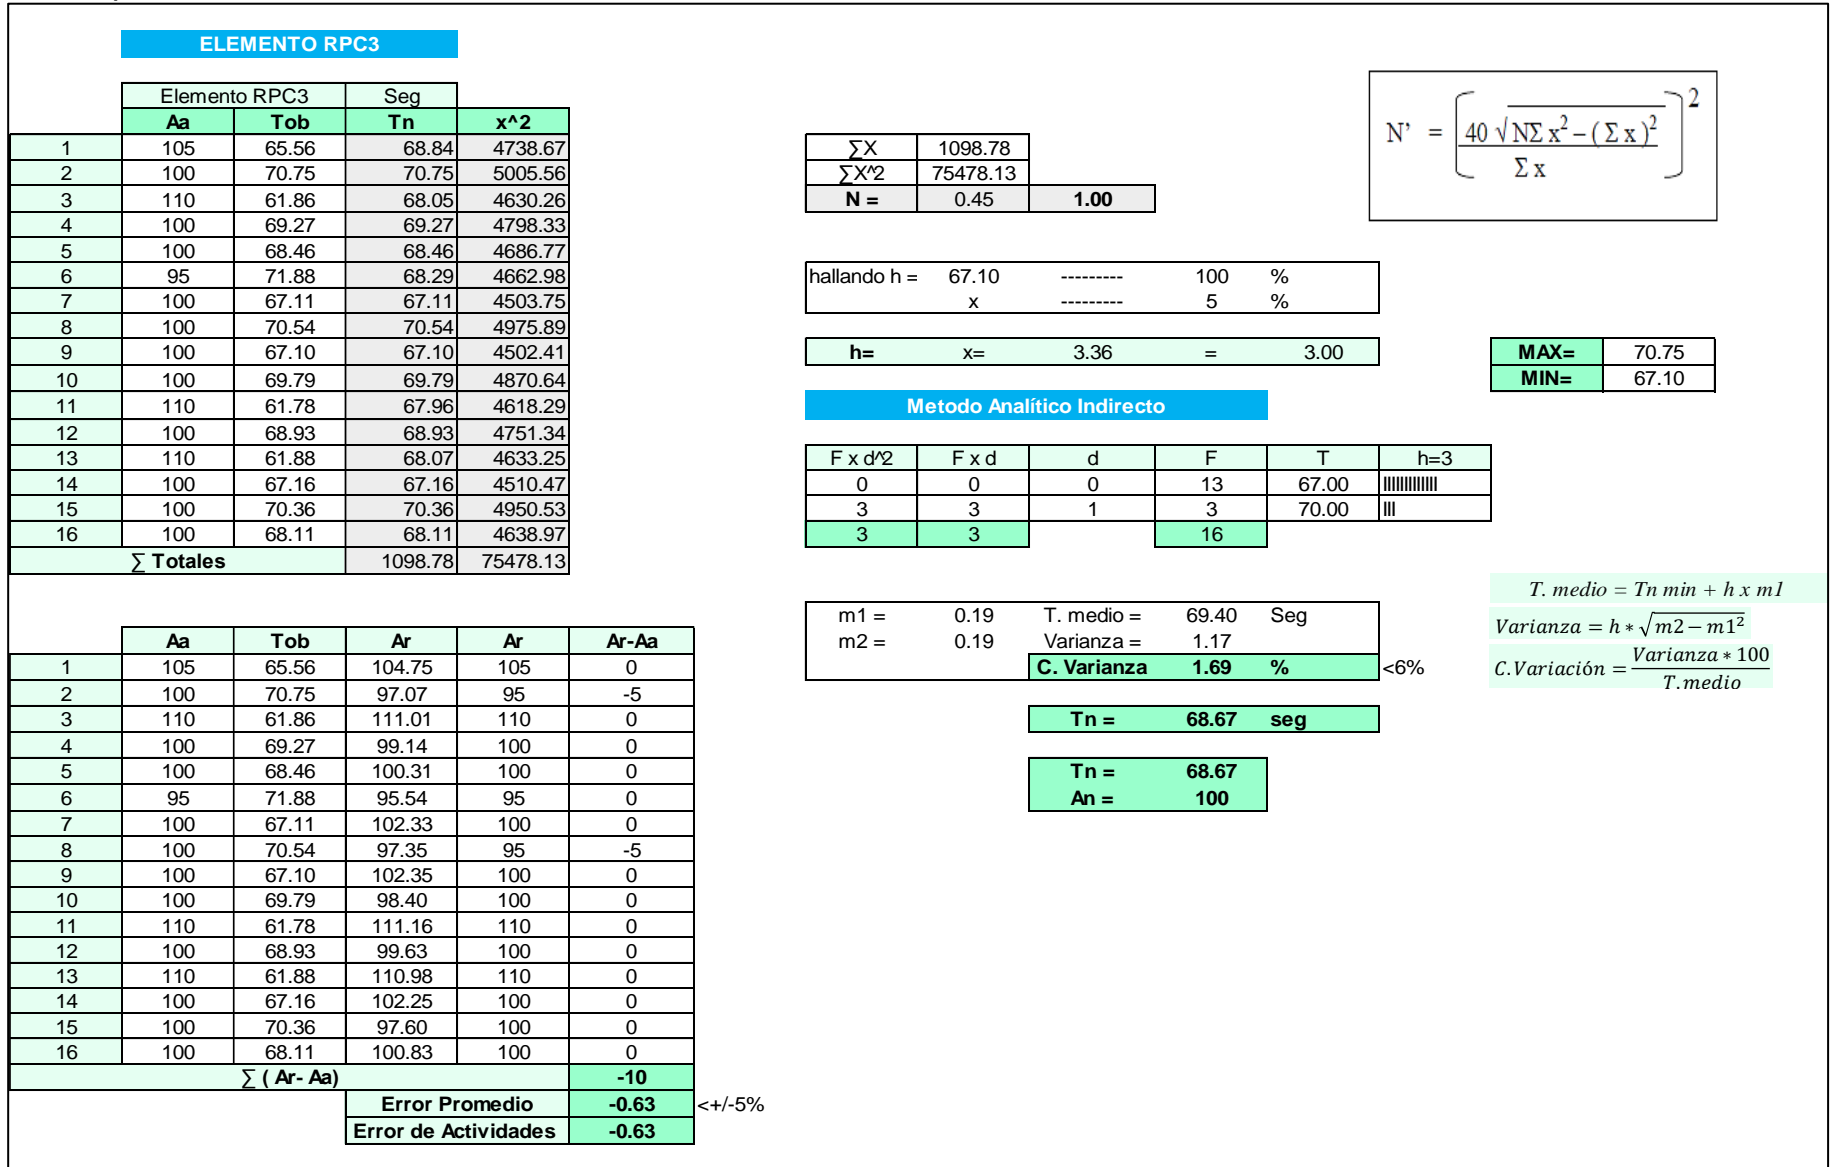 ELEMENTO RPC3
Elemento RPC3 Seg
Aa Tob Tn x^2
1 105 65.56 68.84 4738.67
2 100 70.75 70.75 5005.56
3 110 61.86 68.05 4630.26
4 100 69.27 69.27 4798.33
5 100 68.46 68.46 4686.77
6 95 71.88 68.29 4662.98
7 100 67.11 67.11 4503.75
8 100 70.54 70.54 4975.89
9 100 67.10 67.10 4502.41
10 100 69.79 69.79 4870.64
11 110 61.78 67.96 4618.29
12 100 68.93 68.93 4751.34
13 110 61.88 68.07 4633.25
14 100 67.16 67.16 4510.47
15 100 70.36 70.36 4950.53
16 100 68.11 68.11 4638.97
∑ Totales 1098.78 75478.13
∑X 1098.78
∑X^2 75478.13
N = 0.45 1.00
N' = [40 √NΣ x² – ( Σ x )² / Σ x]²
hallando h = 67.10 --------- 100 %
x --------- 5 %
h= x= 3.36 = 3.00
MAX= 70.75
MIN= 67.10
Metodo Analítico Indirecto
F x d^2 F x d d F T h=3
0 0 0 13 67.00 IIIIIIIIIIIII
3 3 1 3 70.00 III
3 3 16
m1 = 0.19 T. medio = 69.40 Seg
m2 = 0.19 Varianza = 1.17
C. Varianza 1.69 % <6%
T. medio = Tn min + h x m1
Varianza = h * √m2 − m1²
C.Variación = Varianza * 100 / T.medio
Tn = 68.67 seg
Tn = 68.67
An = 100
Aa Tob Ar Ar Ar-Aa
1 105 65.56 104.75 105 0
2 100 70.75 97.07 95 -5
3 110 61.86 111.01 110 0
4 100 69.27 99.14 100 0
5 100 68.46 100.31 100 0
6 95 71.88 95.54 95 0
7 100 67.11 102.33 100 0
8 100 70.54 97.35 95 -5
9 100 67.10 102.35 100 0
10 100 69.79 98.40 100 0
11 110 61.78 111.16 110 0
12 100 68.93 99.63 100 0
13 110 61.88 110.98 110 0
14 100 67.16 102.25 100 0
15 100 70.36 97.60 100 0
16 100 68.11 100.83 100 0
∑ ( Ar- Aa) -10
Error Promedio -0.63 <+/-5%
Error de Actividades -0.63